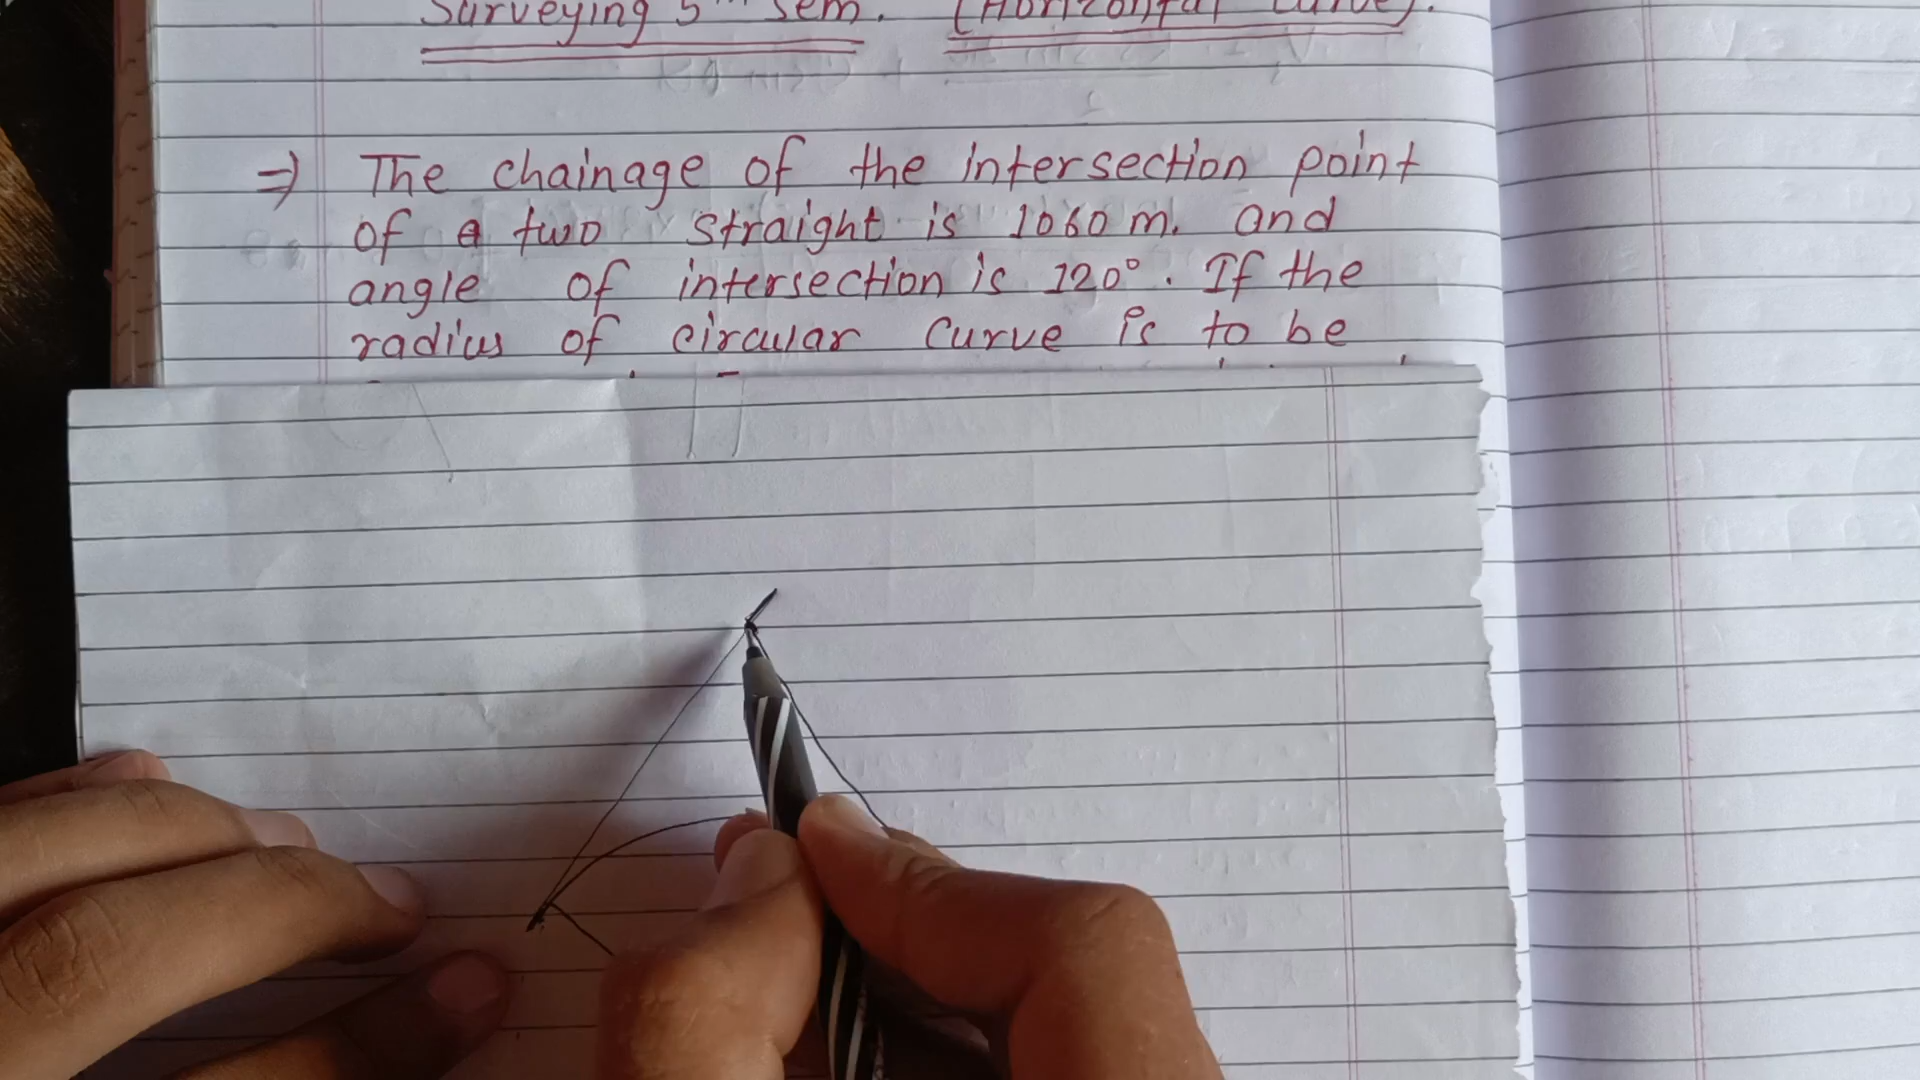 Surveying 5th sem. (Horizontal Curve).
⇒ The chainage of the intersection point
of a two straight is 1060 m. and
angle of intersection is 120°. If the
radius of circular curve is to be